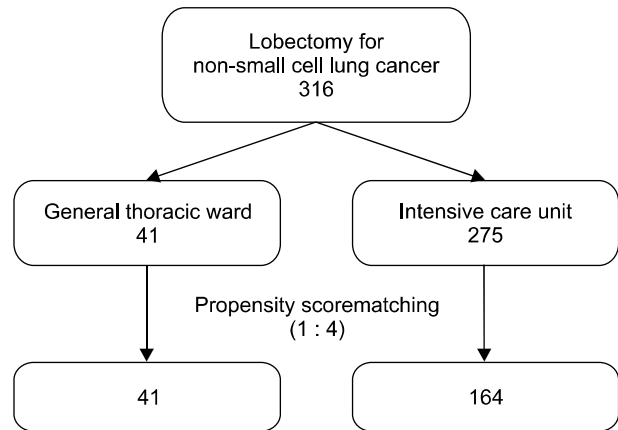 Lobectomy for
non-small cell lung cancer
316
General thoracic ward
41
Intensive care unit
275
Propensity scorematching
(1 : 4)
41
164